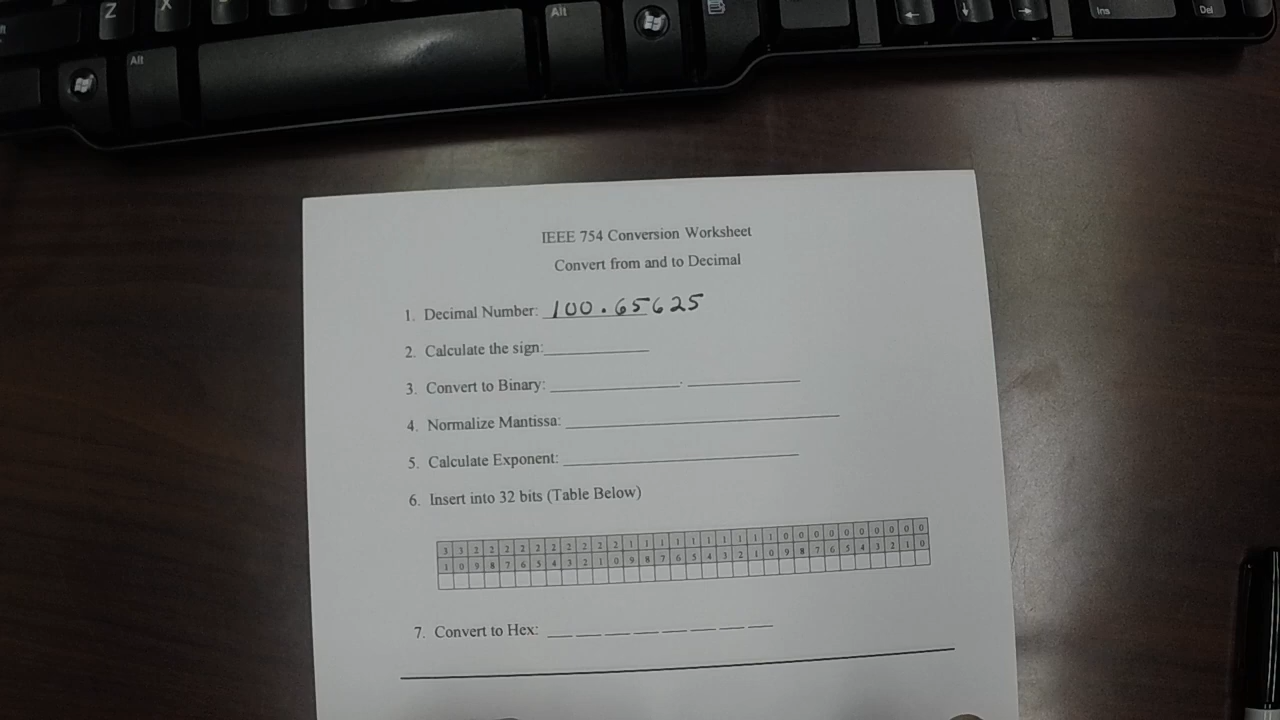 Z X Alt Ins Del
Alt
IEEE 754 Conversion Worksheet
Convert from and to Decimal
1. Decimal Number: 100.65625
2. Calculate the sign:
3. Convert to Binary: .
4. Normalize Mantissa:
5. Calculate Exponent:
6. Insert into 32 bits (Table Below)
3 3 2 2 2 2 2 2 2 2 2 2 1 1 1 1 1 1 1 1 1 1 0 0 0 0 0 0 0 0 0 0
1 0 9 8 7 6 5 4 3 2 1 0 9 8 7 6 5 4 3 2 1 0 9 8 7 6 5 4 3 2 1 0
7. Convert to Hex: